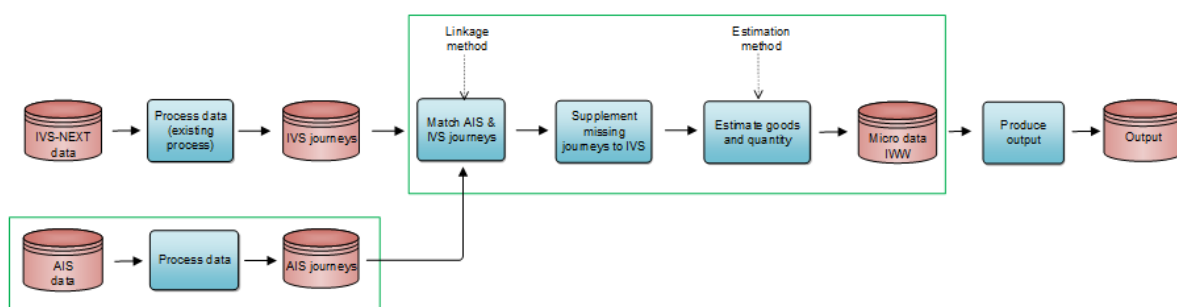 Linkage
method
Estimation
method
IVS-NEXT
data
Process data
(existing
process)
IVS journeys
Match AIS &
IVS journeys
Supplement
missing
journeys to IVS
Estimate goods
and quantity
Micro data
IWW
Produce
output
Output
AIS
data
Process data
AIS journeys